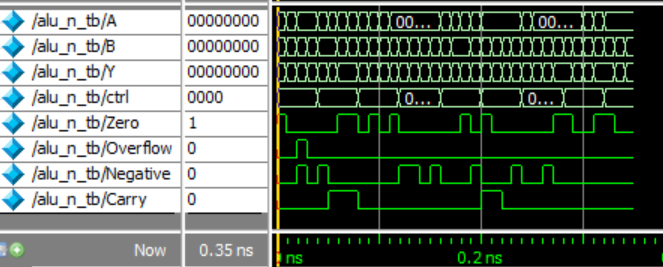 /alu_n_tb/A 00000000 00... 00...
/alu_n_tb/B 00000000
/alu_n_tb/Y 00000000
/alu_n_tb/ctrl 0000 0... 0...
/alu_n_tb/Zero 1
/alu_n_tb/Overflow 0
/alu_n_tb/Negative 0
/alu_n_tb/Carry 0
Now 0.35 ns ns 0.2 ns